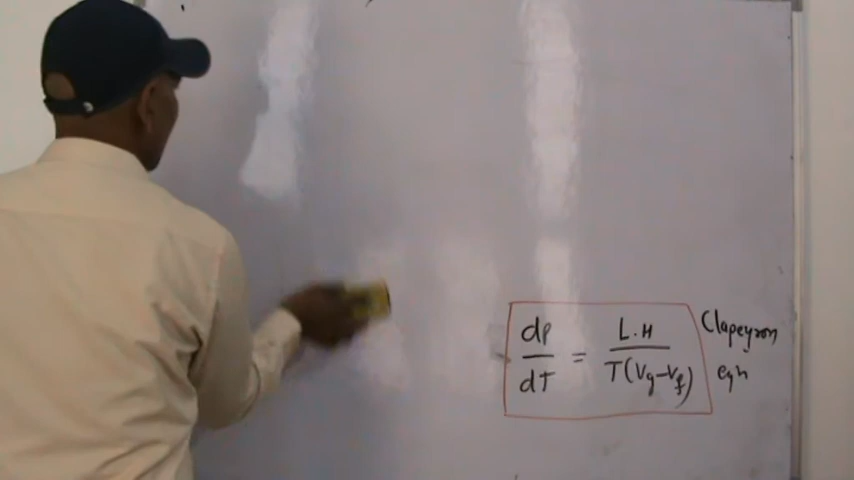 dP/dT = L.H/T(Vg-Vf)
Clapeyron
eqn